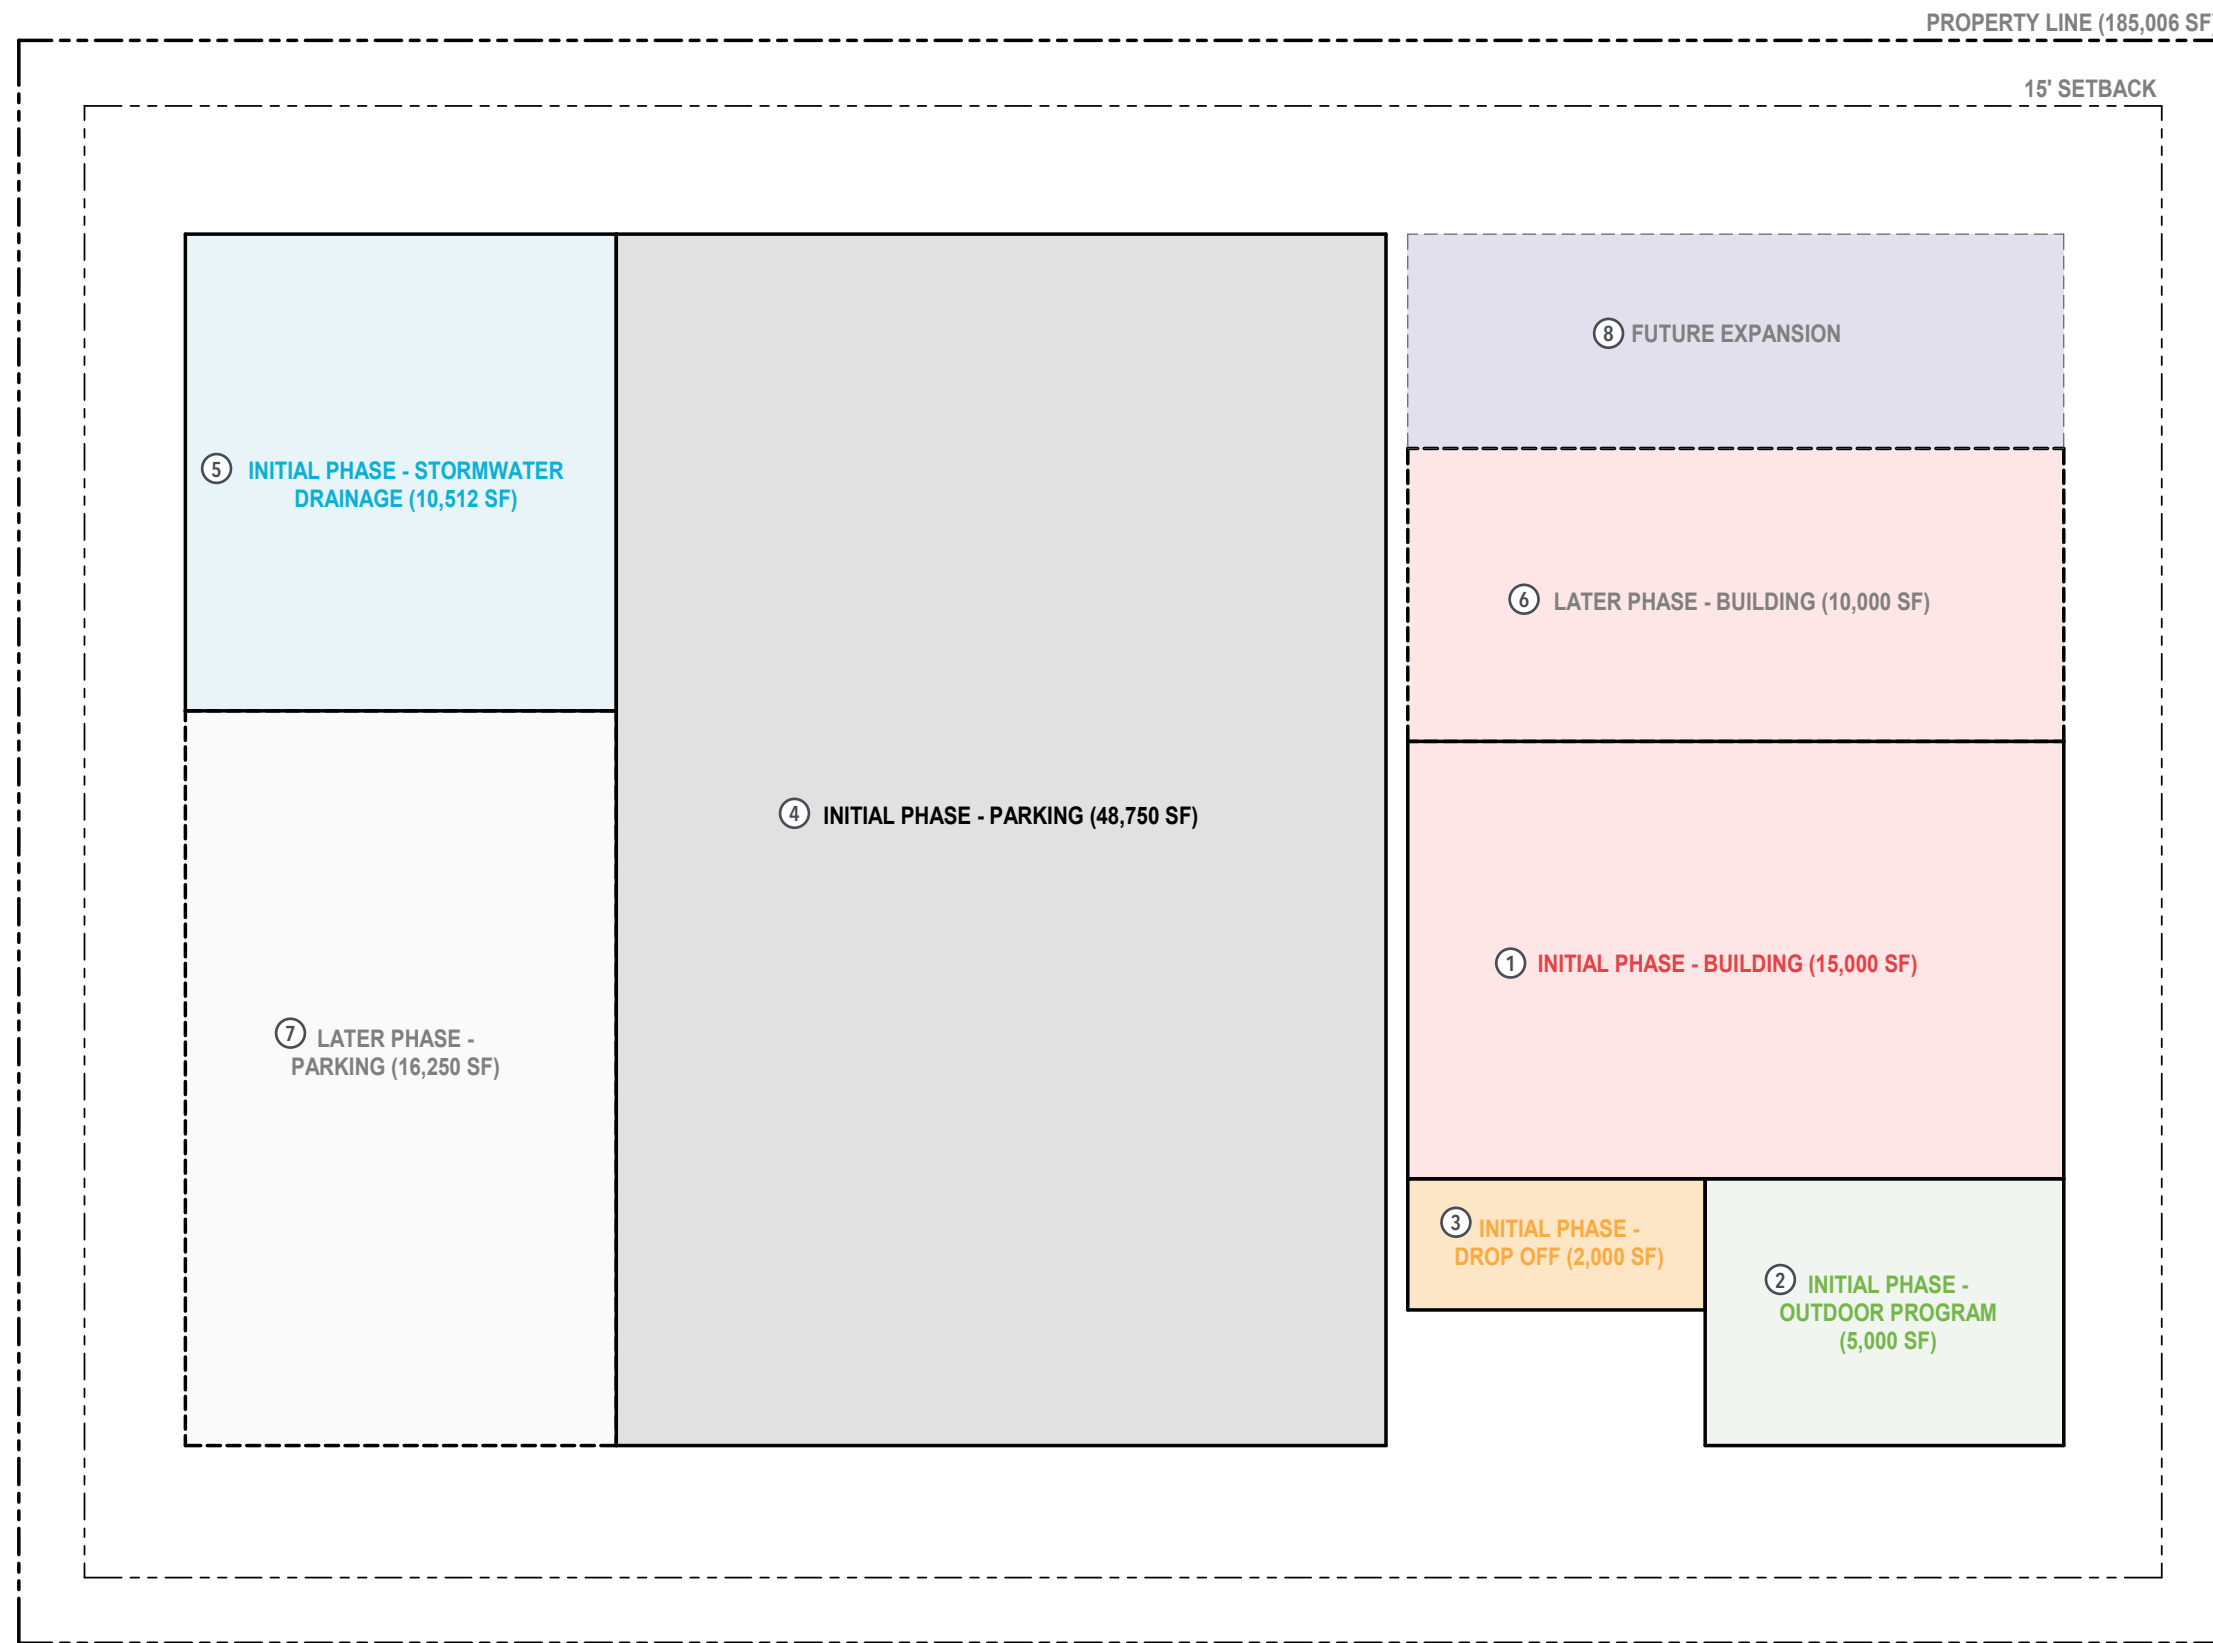 PROPERTY LINE (185,006 SF)
15' SETBACK
8 FUTURE EXPANSION
5 INITIAL PHASE - STORMWATER
DRAINAGE (10,512 SF)
6 LATER PHASE - BUILDING (10,000 SF)
4 INITIAL PHASE - PARKING (48,750 SF)
1 INITIAL PHASE - BUILDING (15,000 SF)
7 LATER PHASE -
PARKING (16,250 SF)
3 INITIAL PHASE -
DROP OFF (2,000 SF)
2 INITIAL PHASE -
OUTDOOR PROGRAM
(5,000 SF)